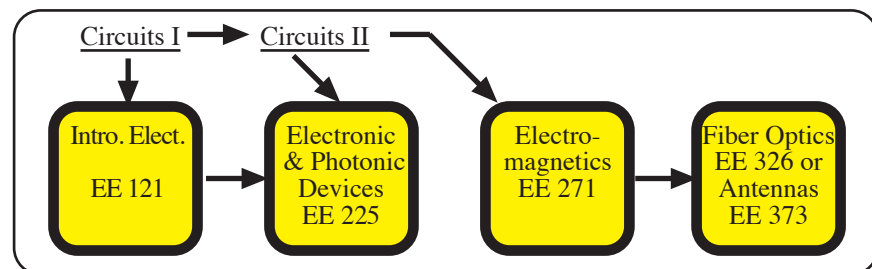 Circuits I
Circuits II
Intro. Elect.
EE 121
Electronic
& Photonic
Devices
EE 225
Electro-
magnetics
EE 271
Fiber Optics
EE 326 or
Antennas
EE 373